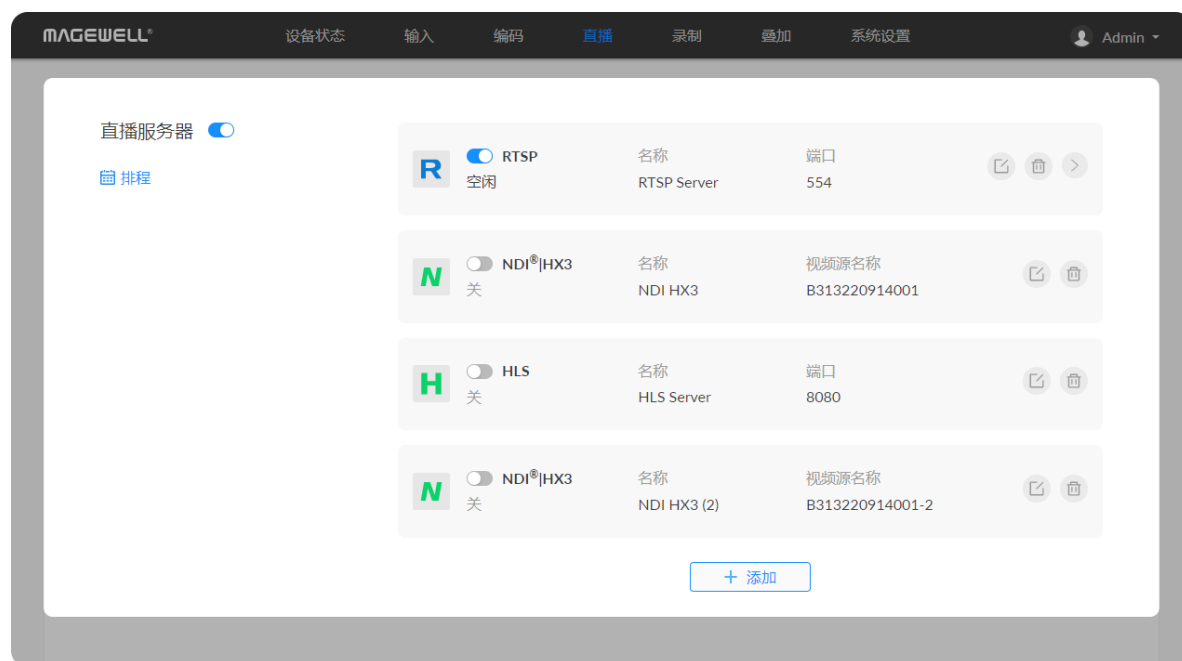 MAGEWELL® 设备状态 输入 编码 直播 录制 叠加 系统设置 Admin
直播服务器
排程
R RTSP 名称 端口
空闲 RTSP Server 554
N NDI®|HX3 名称 视频源名称
关 NDI HX3 B313220914001
H HLS 名称 端口
关 HLS Server 8080
N NDI®|HX3 名称 视频源名称
关 NDI HX3 (2) B313220914001-2
+ 添加